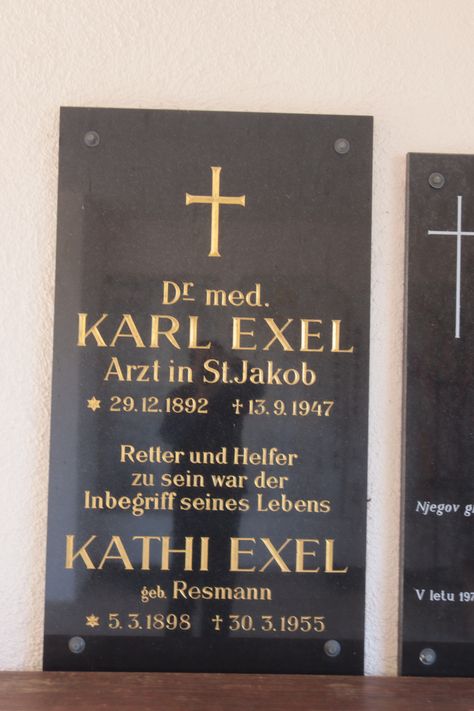 Dr med.
KARL EXEL
Arzt in St.Jakob
* 29.12.1892 † 13.9.1947
Retter und Helfer
zu sein war der
Inbegriff seines Lebens
KATHI EXEL
geb. Resmann
* 5.3.1898 † 30.3.1955
Njegov
V letu